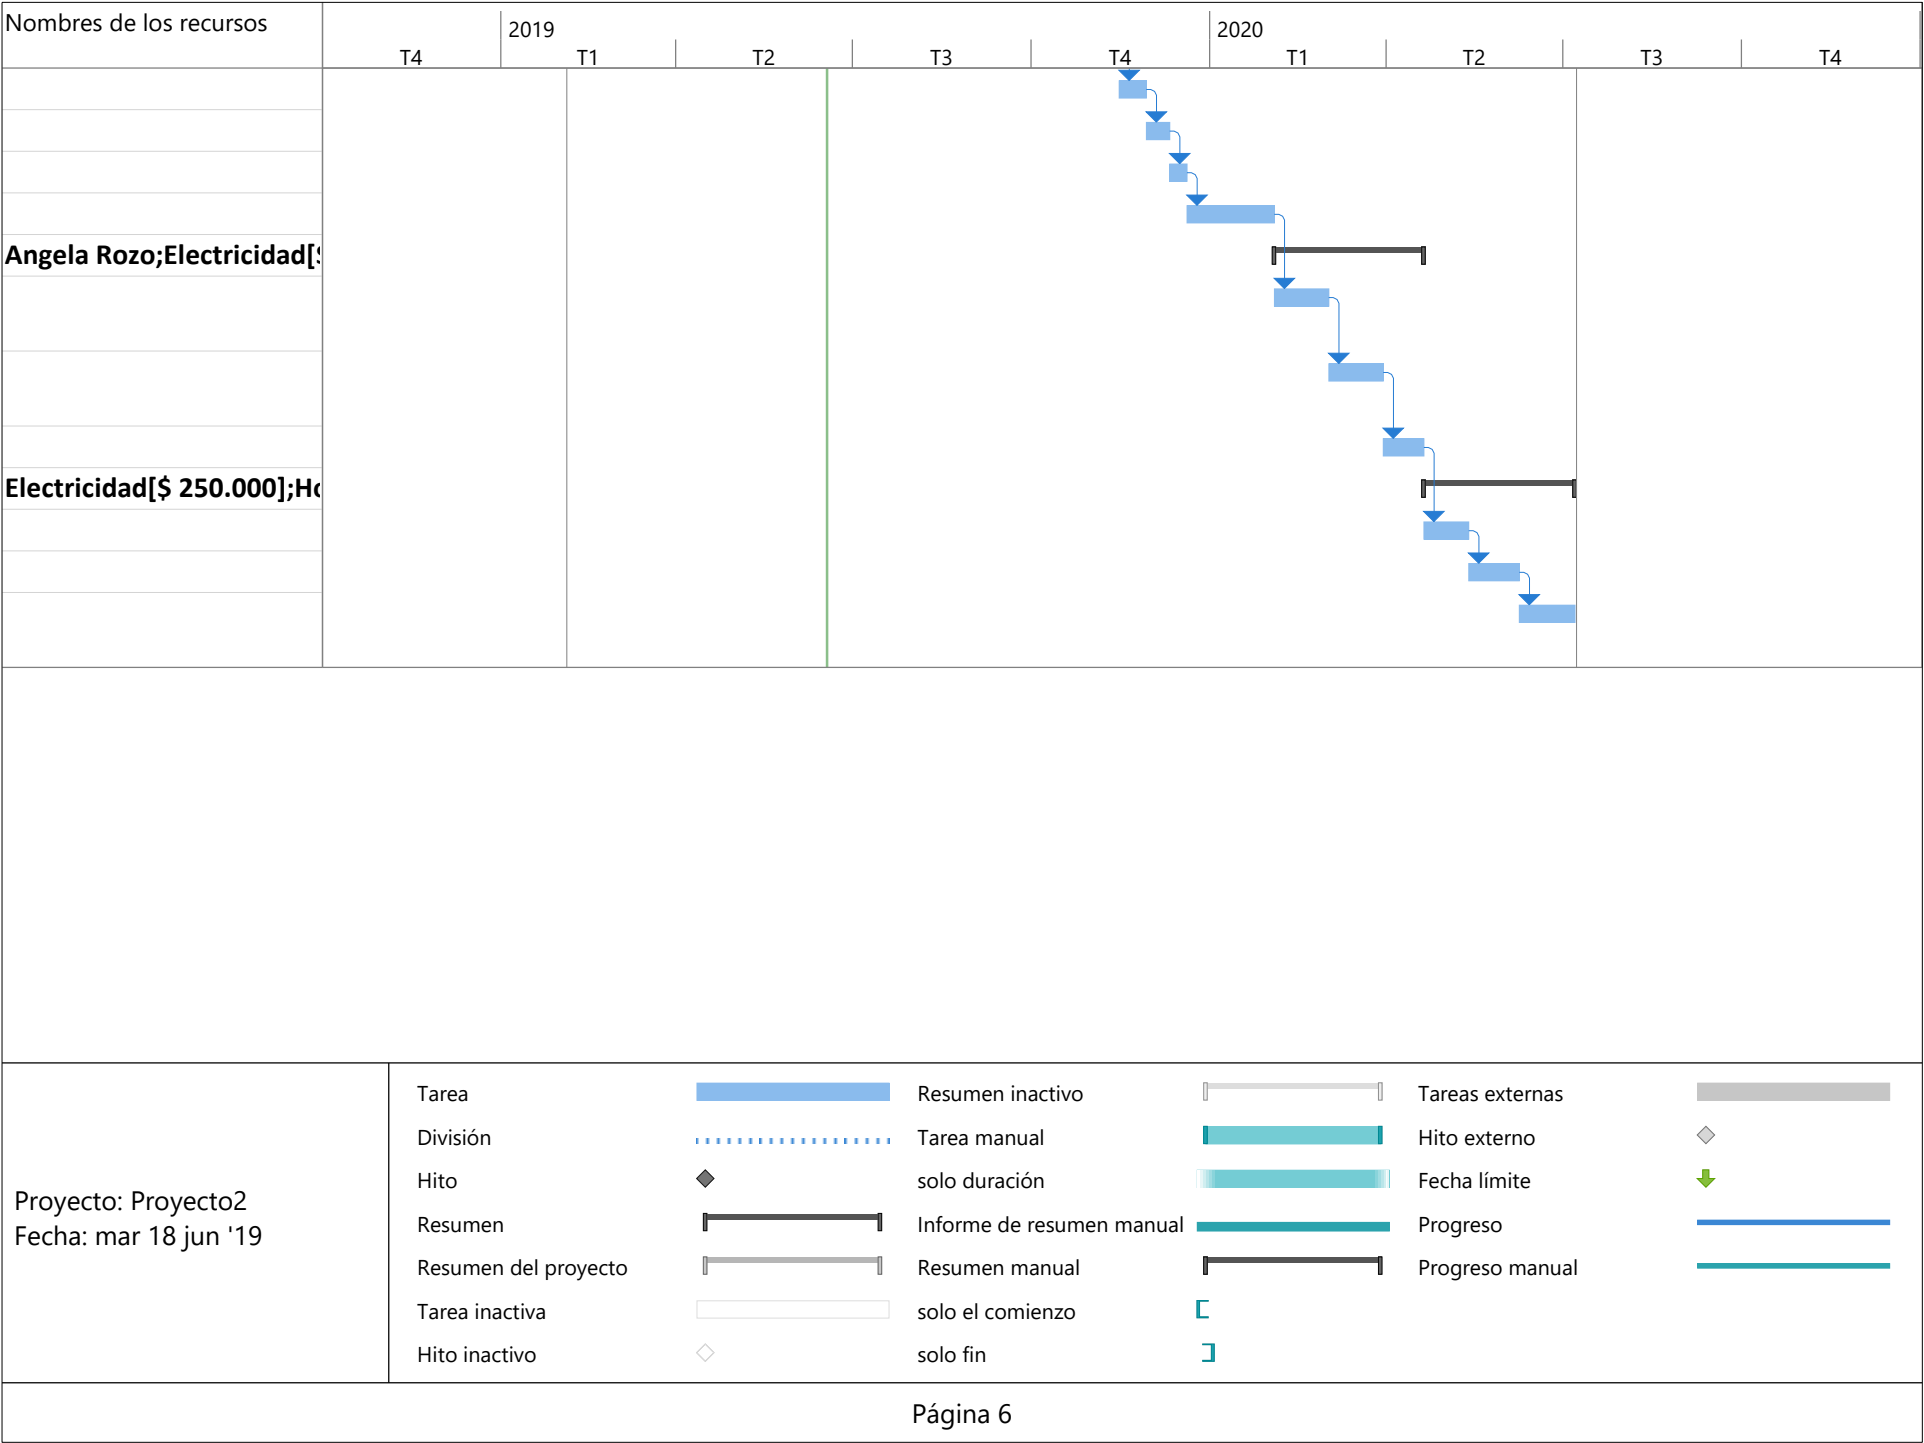 Nombres de los recursos
2019
2020
T4
T1
T2
T3
T4
T1
T2
T3
T4
Angela Rozo;Electricidad[$
Electricidad[$ 250.000];Ho
Proyecto: Proyecto2
Fecha: mar 18 jun '19
Tarea
División
Hito
Resumen
Resumen del proyecto
Tarea inactiva
Hito inactivo
Resumen inactivo
Tarea manual
solo duración
Informe de resumen manual
Resumen manual
solo el comienzo
solo fin
Tareas externas
Hito externo
Fecha límite
Progreso
Progreso manual
Página 6